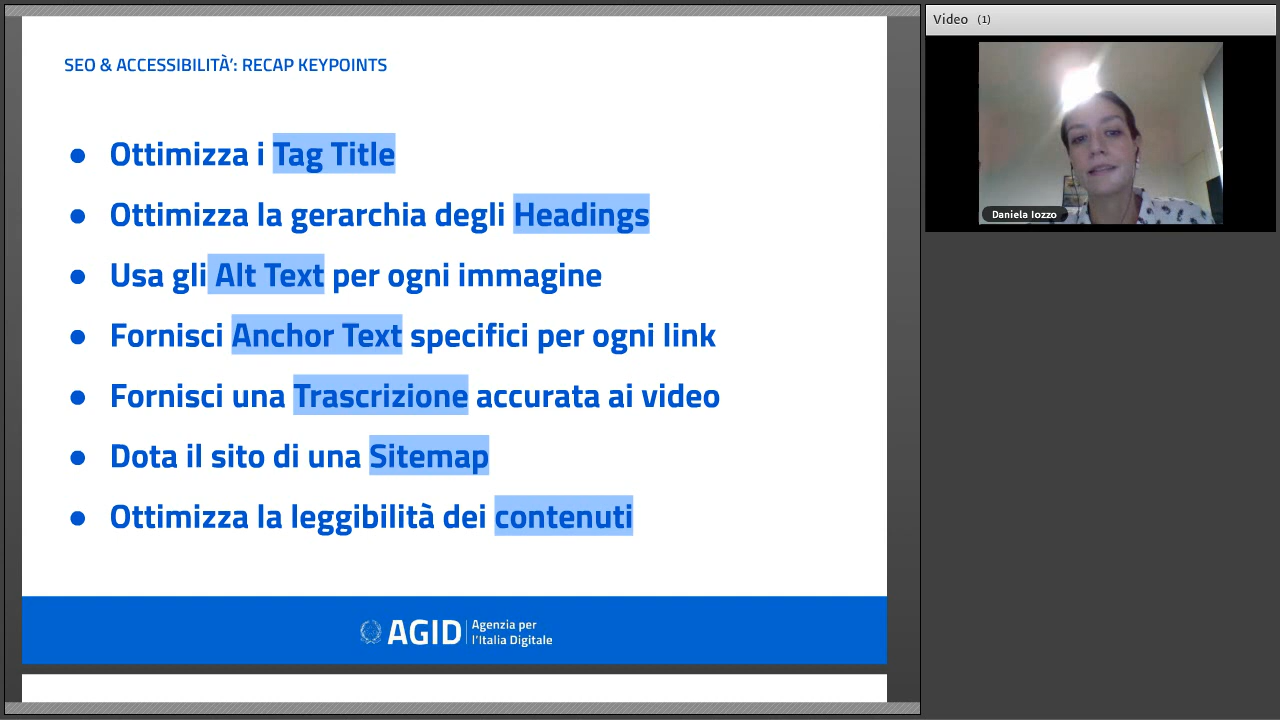 SEO & ACCESSIBILITÀ': RECAP KEYPOINTS
● Ottimizza i Tag Title
● Ottimizza la gerarchia degli Headings
● Usa gli Alt Text per ogni immagine
● Fornisci Anchor Text specifici per ogni link
● Fornisci una Trascrizione accurata ai video
● Dota il sito di una Sitemap
● Ottimizza la leggibilità dei contenuti
AGID
Agenzia per
l'Italia Digitale
Video (1)
Daniela Iozzo